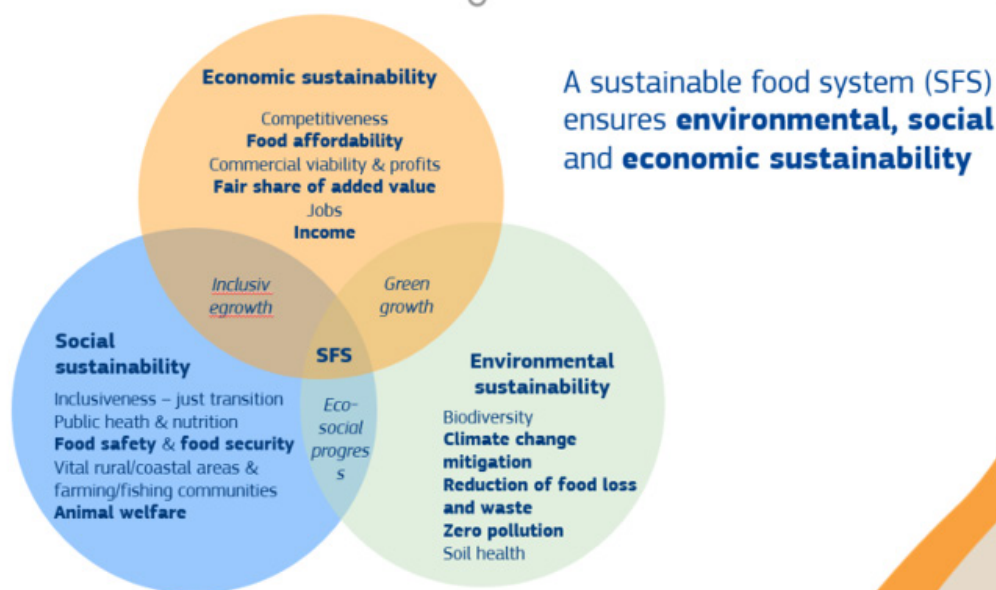 Economic sustainability
Competitiveness
Food affordability
Commercial viability & profits
Fair share of added value
Jobs
Income
A sustainable food system (SFS)
ensures environmental, social
and economic sustainability
Inclusiv
egrowth
Green
growth
SFS
Eco-
social
progres
s
Social
sustainability
Inclusiveness – just transition
Public heath & nutrition
Food safety & food security
Vital rural/coastal areas &
farming/fishing communities
Animal welfare
Environmental
sustainability
Biodiversity
Climate change
mitigation
Reduction of food loss
and waste
Zero pollution
Soil health